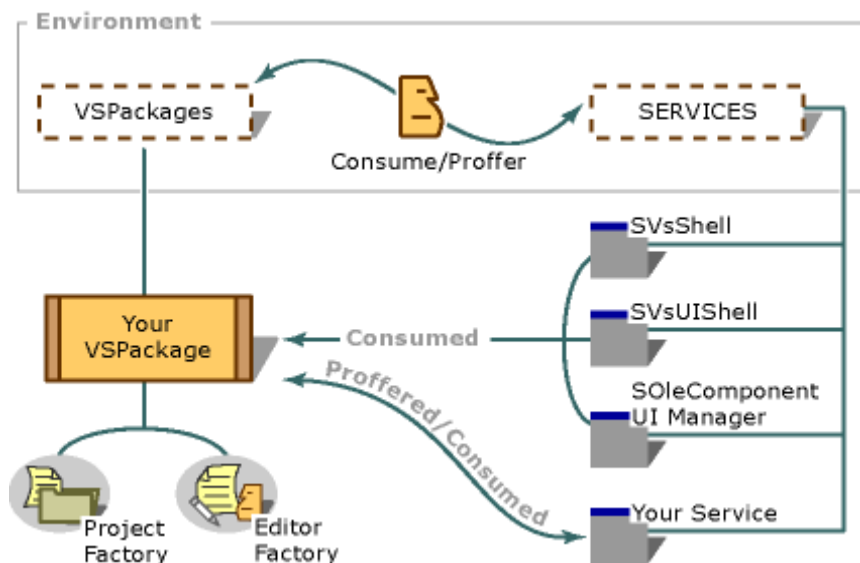 Environment
VSPackages
SERVICES
Consume/Proffer
SVsShell
Your
VSPackage
Consumed
SVsUIShell
Proffered/Consumed
SOleComponent
UI Manager
Project
Factory
Editor
Factory
Your Service